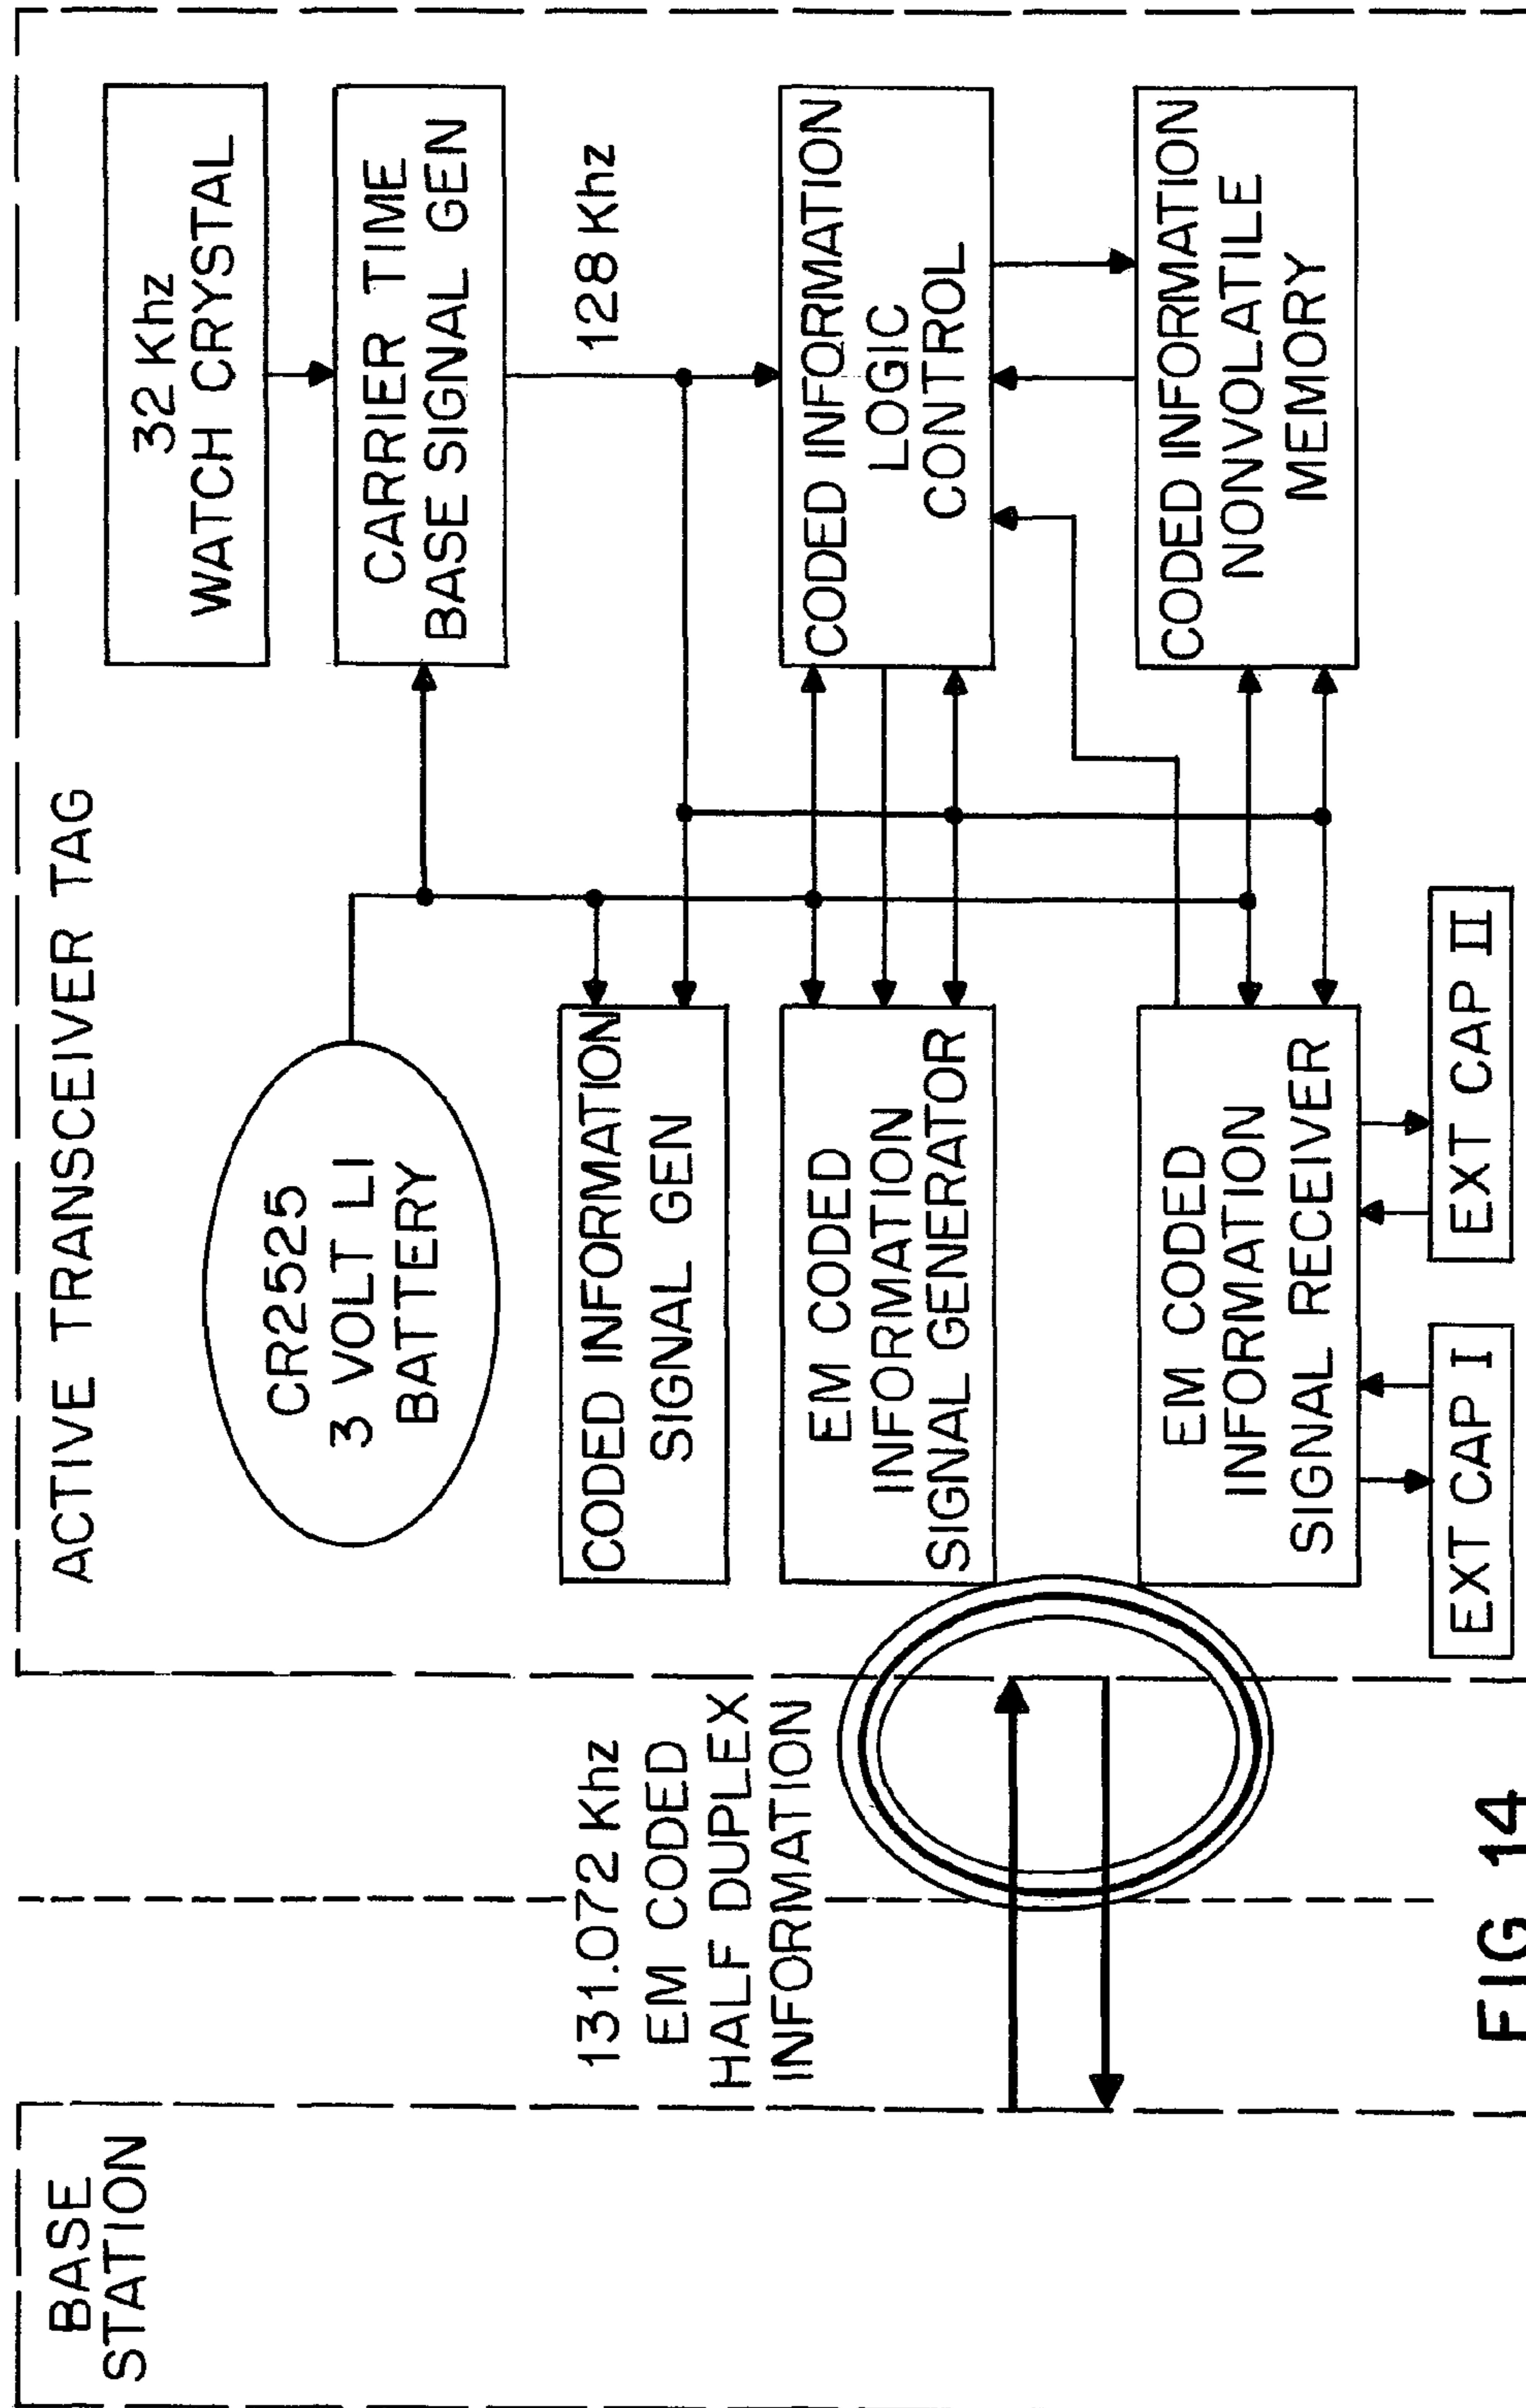 BASE
STATION
ACTIVE TRANSCEIVER TAG
CR2525
3 VOLT LI
BATTERY
32 Khz
WATCH CRYSTAL
CARRIER TIME
BASE SIGNAL GEN
128 Khz
131.072 Khz
EM CODED
HALF DUPLEX
INFORMATION
CODED INFORMATION
SIGNAL GEN
EM CODED
INFORMATION
SIGNAL GENERATOR
CODED INFORMATION
LOGIC
CONTROL
EM CODED
INFORMATION
SIGNAL RECEIVER
CODED INFORMATION
NONVOLATILE
MEMORY
EXT CAP I
EXT CAP II
FIG 14